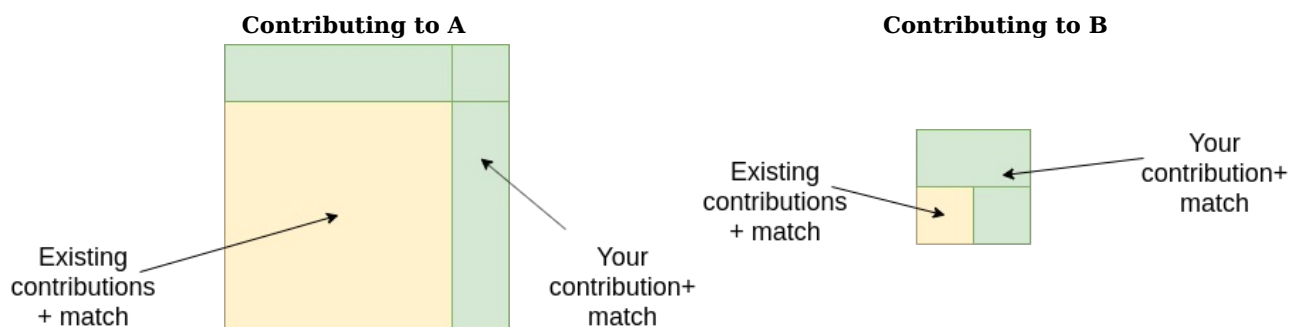 Contributing to A
Existing
contributions
+ match
Your
contribution+
match
Contributing to B
Existing
contributions
+ match
Your
contribution+
match